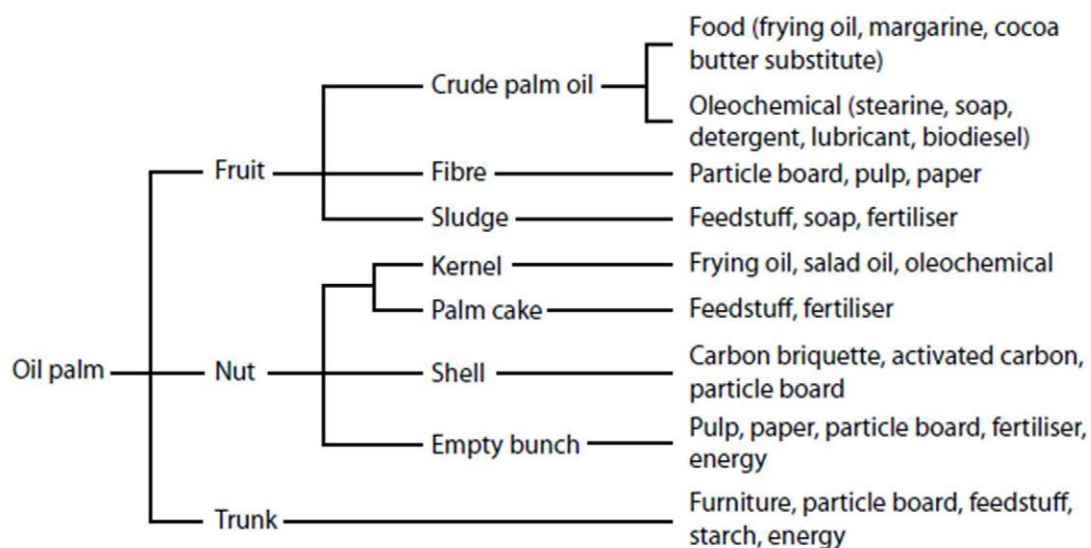 Food (frying oil, margarine, cocoa
butter substitute)
Crude palm oil
Oleochemical (stearine, soap,
detergent, lubricant, biodiesel)
Fruit
Fibre
Particle board, pulp, paper
Sludge
Feedstuff, soap, fertiliser
Kernel
Frying oil, salad oil, oleochemical
Palm cake
Feedstuff, fertiliser
Oil palm
Nut
Shell
Carbon briquette, activated carbon,
particle board
Empty bunch
Pulp, paper, particle board, fertiliser,
energy
Trunk
Furniture, particle board, feedstuff,
starch, energy